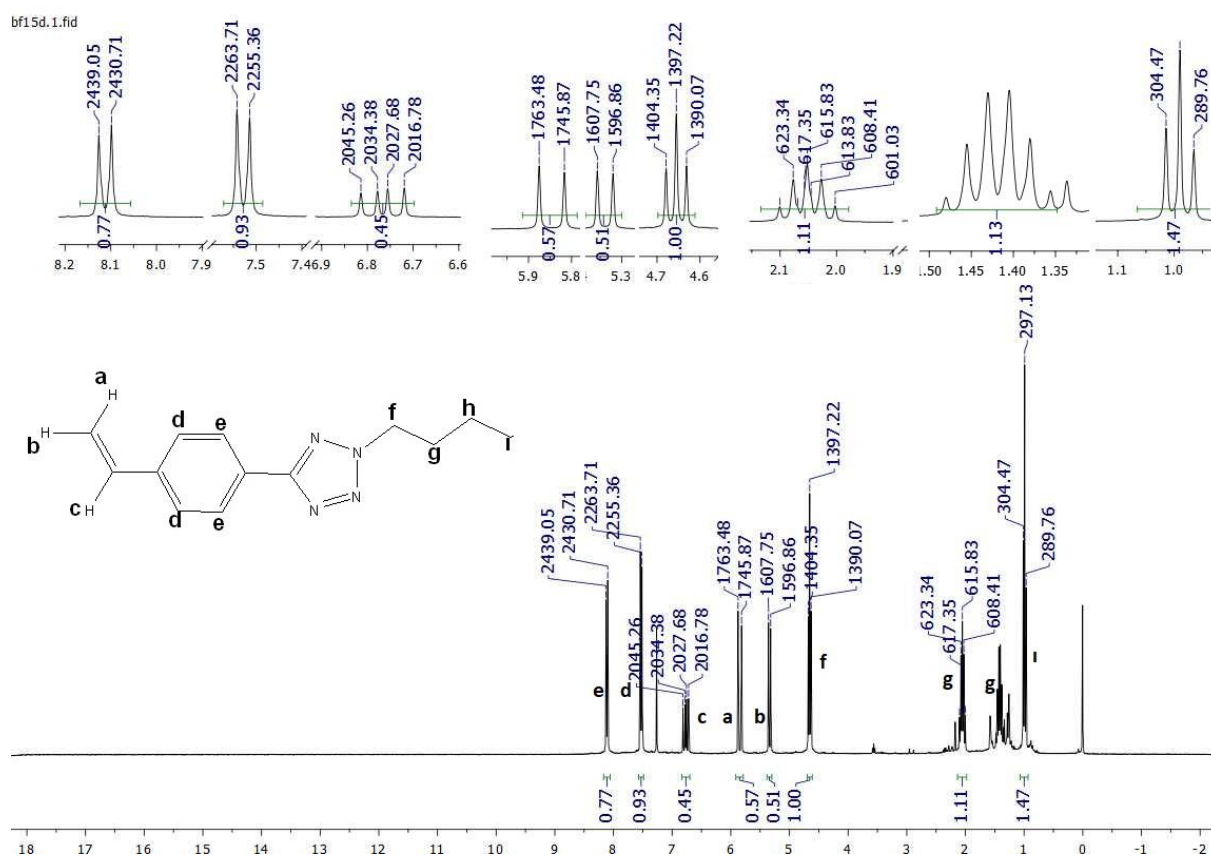 bf15d.1.fid
2439.05 2430.71 2263.71 2255.36 2045.26 2034.38 2027.68 2016.78 1763.48 1745.87 1607.75 1596.86 1404.35 1397.22 1390.07 623.34 617.35 615.83 613.83 608.41 601.03 304.47 289.76
0.77 0.93 0.45 0.57 0.51 1.00 1.11 1.13 1.47
8.2 8.1 8.0 7.9 7.5 7.4 6.9 6.8 6.7 6.6 5.9 5.8 5.3 4.7 4.6 2.1 2.0 1.9 1.50 1.45 1.40 1.35 1.1 1.0
297.13
a
H
b H
c H
d d
e e
N N N N
f
g
h
ı
2439.05 2430.71 2263.71 2255.36 2045.26 2034.38 2027.68 2016.78 1763.48 1745.87 1607.75 1596.86 1397.22 1404.35 1390.07 623.34 617.35 615.83 608.41 304.47 289.76
e d c a b f g g ı
0.77 0.93 0.45 0.57 0.51 1.00 1.11 1.47
18 17 16 15 14 13 12 11 10 9 8 7 6 5 4 3 2 1 0 -1 -2